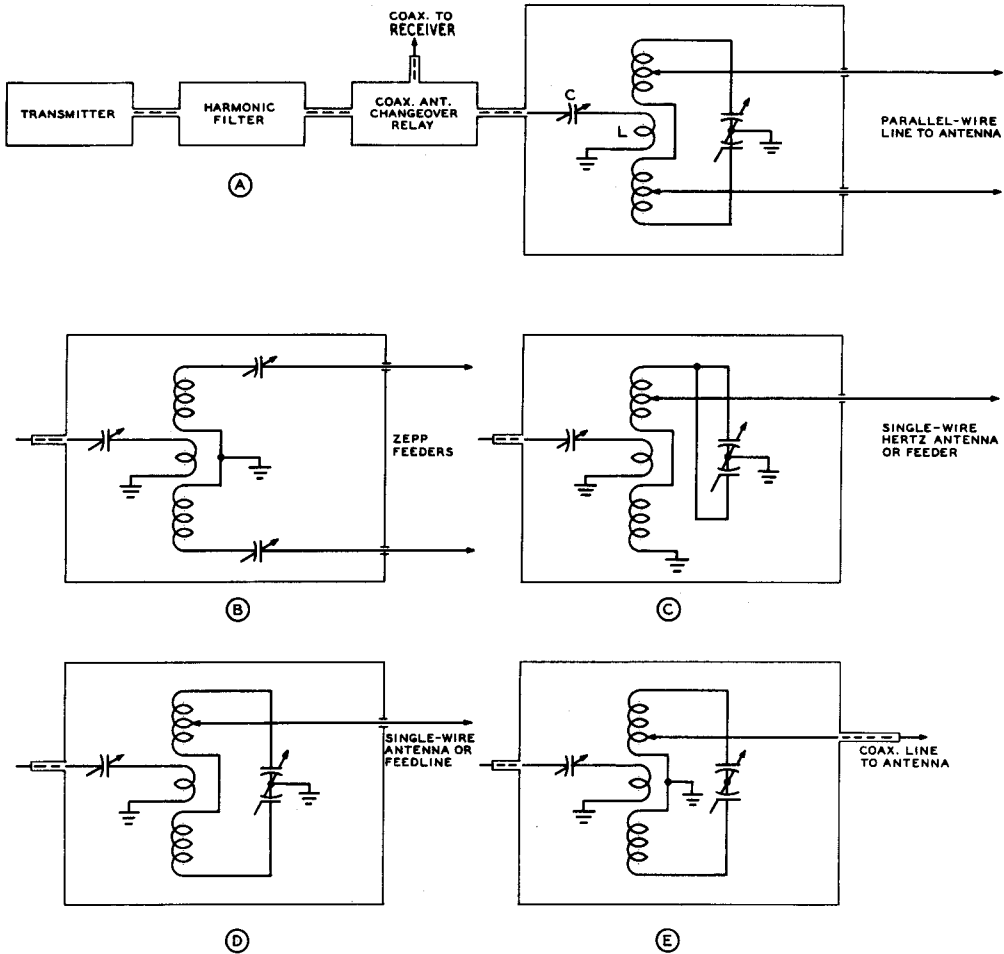 COAX. TO
RECEIVER
TRANSMITTER
HARMONIC
FILTER
COAX. ANT.
CHANGEOVER
RELAY
C
L
PARALLEL-WIRE
LINE TO ANTENNA
A
ZEPP
FEEDERS
B
SINGLE-WIRE
HERTZ ANTENNA
OR FEEDER
C
SINGLE-WIRE
ANTENNA OR
FEEDLINE
D
COAX. LINE
TO ANTENNA
E